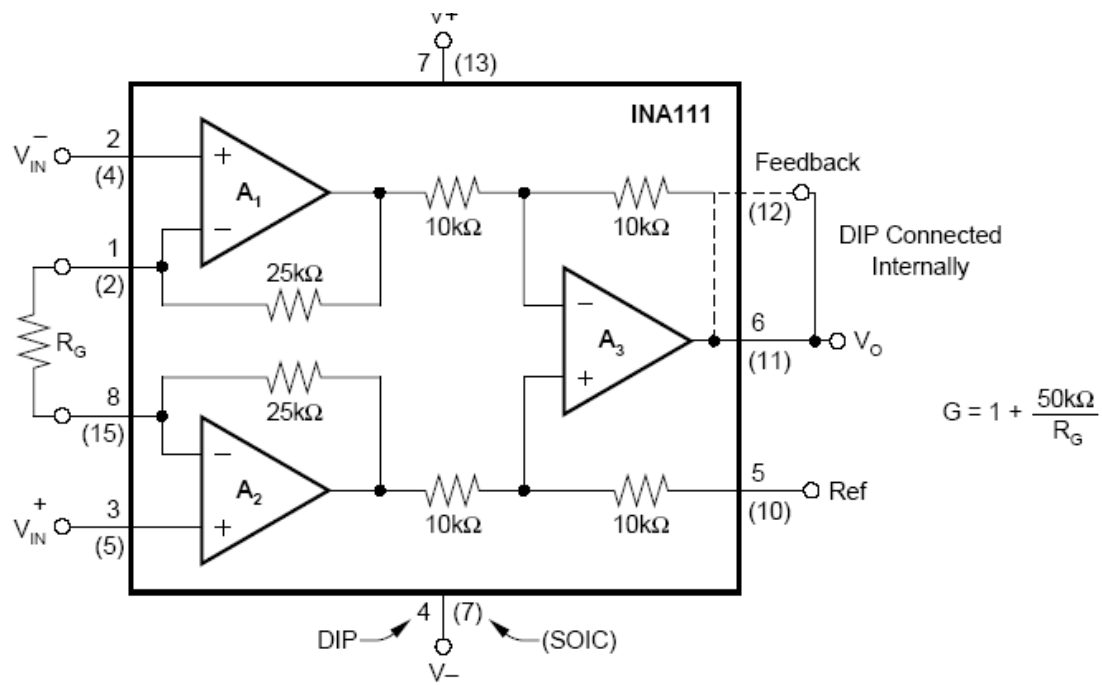 V+
7 (13)
INA111
V⁻IN
2
(4)
+
A₁
−
10kΩ
10kΩ
Feedback
(12)
DIP Connected
Internally
1
(2)
25kΩ
RG
−
A₃
+
6
(11)
VO
8
(15)
25kΩ
G = 1 + 50kΩ
RG
−
A₂
+
V⁺IN
3
(5)
10kΩ
10kΩ
5
(10)
Ref
DIP
4 (7)
(SOIC)
V–